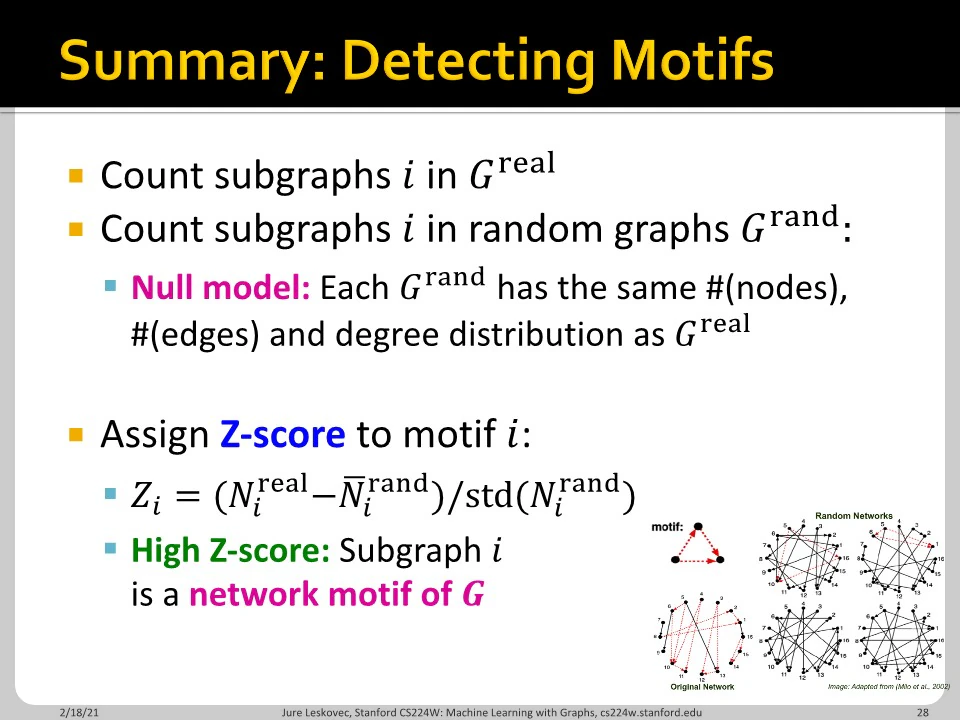 Summary: Detecting Motifs
▪ Count subgraphs 𝑖 in 𝐺^real
▪ Count subgraphs 𝑖 in random graphs 𝐺^rand:
▪ Null model: Each 𝐺^rand has the same #(nodes),
#(edges) and degree distribution as 𝐺^real
▪ Assign Z-score to motif 𝑖:
▪ 𝑍_𝑖 = (𝑁_𝑖^real − 𝑁̅_𝑖^rand)/std(𝑁_𝑖^rand)
▪ High Z-score: Subgraph 𝑖
is a network motif of 𝑮
motif:
Random Networks
Original Network
Image: Adapted from (Milo et al., 2002)
2/18/21
Jure Leskovec, Stanford CS224W: Machine Learning with Graphs, cs224w.stanford.edu
28